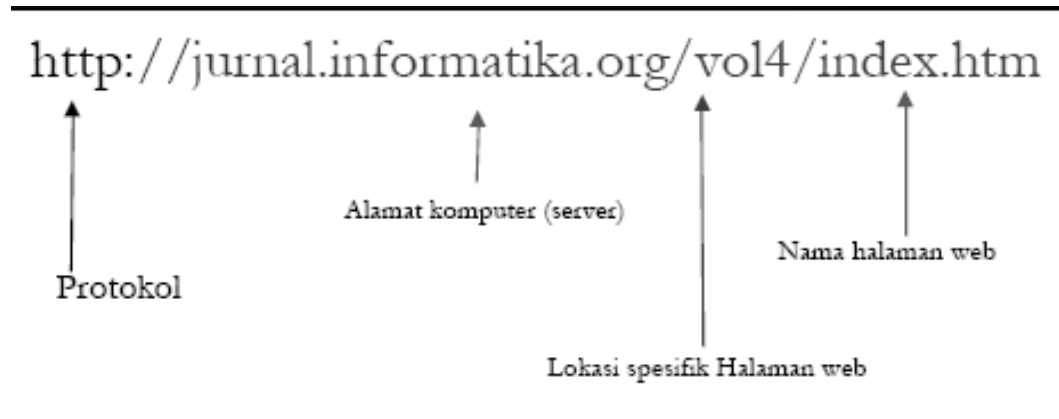 http://jurnal.informatika.org/vol4/index.htm
Alamat komputer (server)
Nama halaman web
Protokol
Lokasi spesifik Halaman web